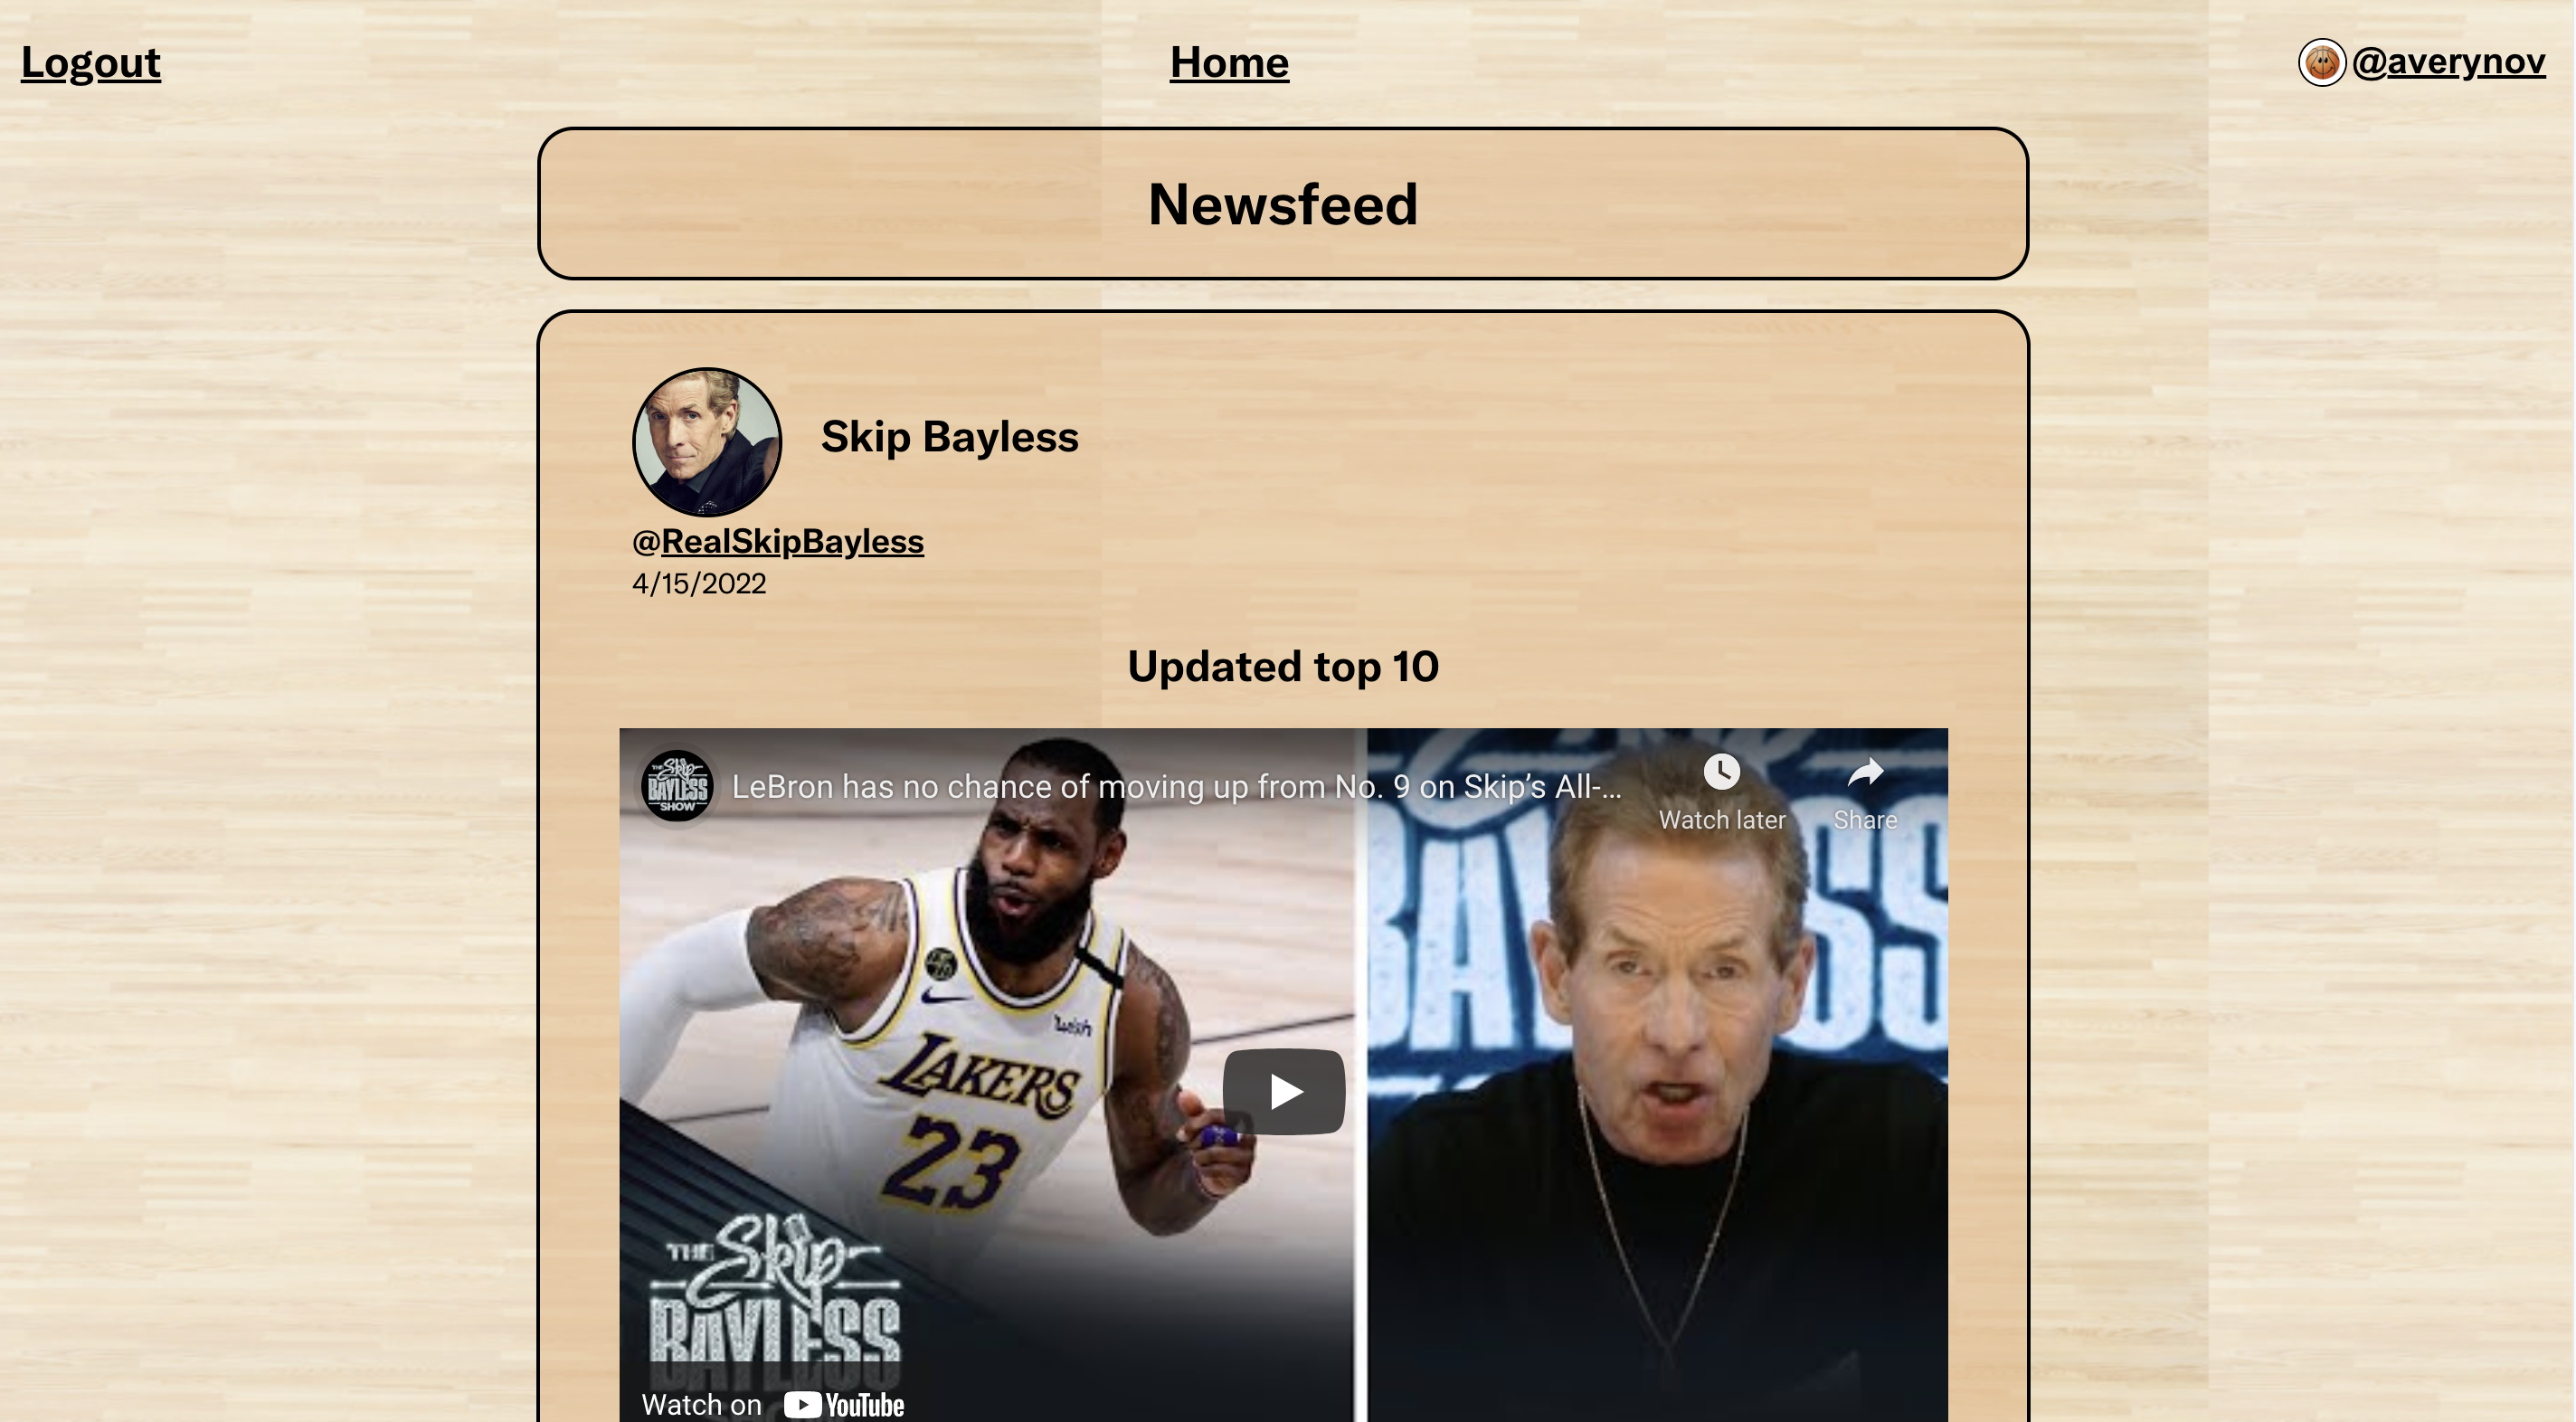 Logout
Home
@averynov
Newsfeed
Skip Bayless
@RealSkipBayless
4/15/2022
Updated top 10
THE Skip BAYLESS SHOW
LeBron has no chance of moving up from No. 9 on Skip’s All-...
Watch later
Share
LAKERS
23
THE Skip
BAYLESS
Watch on YouTube